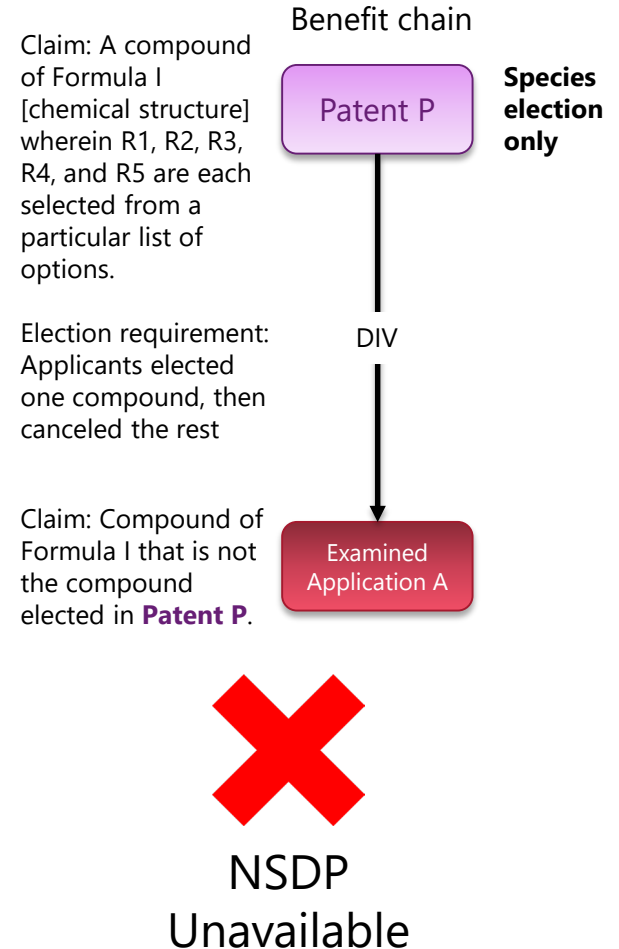 Benefit chain
Claim: A compound
of Formula I
[chemical structure]
wherein R1, R2, R3,
R4, and R5 are each
selected from a
particular list of
options.
Patent P
Species
election
only
Election requirement:
Applicants elected
one compound, then
canceled the rest
DIV
Claim: Compound of
Formula I that is not
the compound
elected in Patent P.
Examined
Application A
NSDP
Unavailable